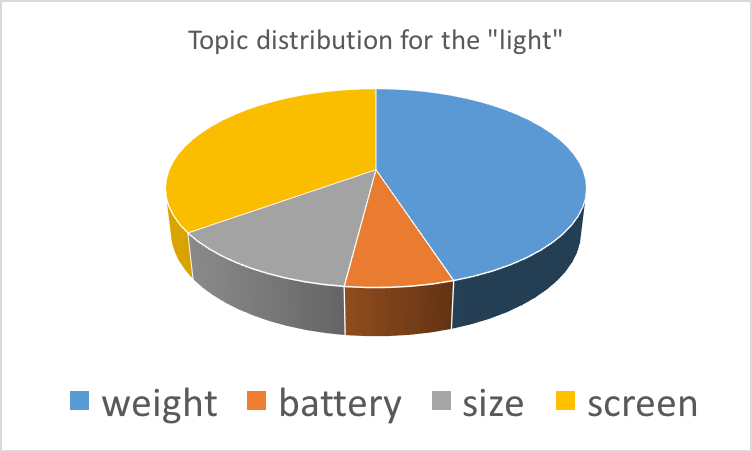 Topic distribution for the "light"
weight battery size screen